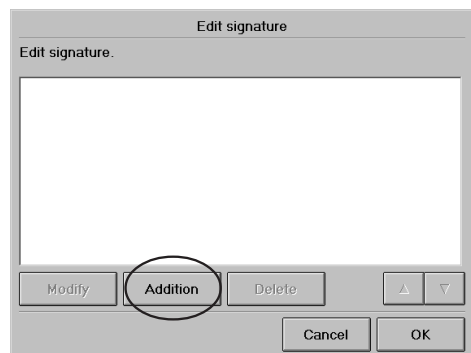 Edit signature
Edit signature.
Modify Addition Delete
Cancel OK